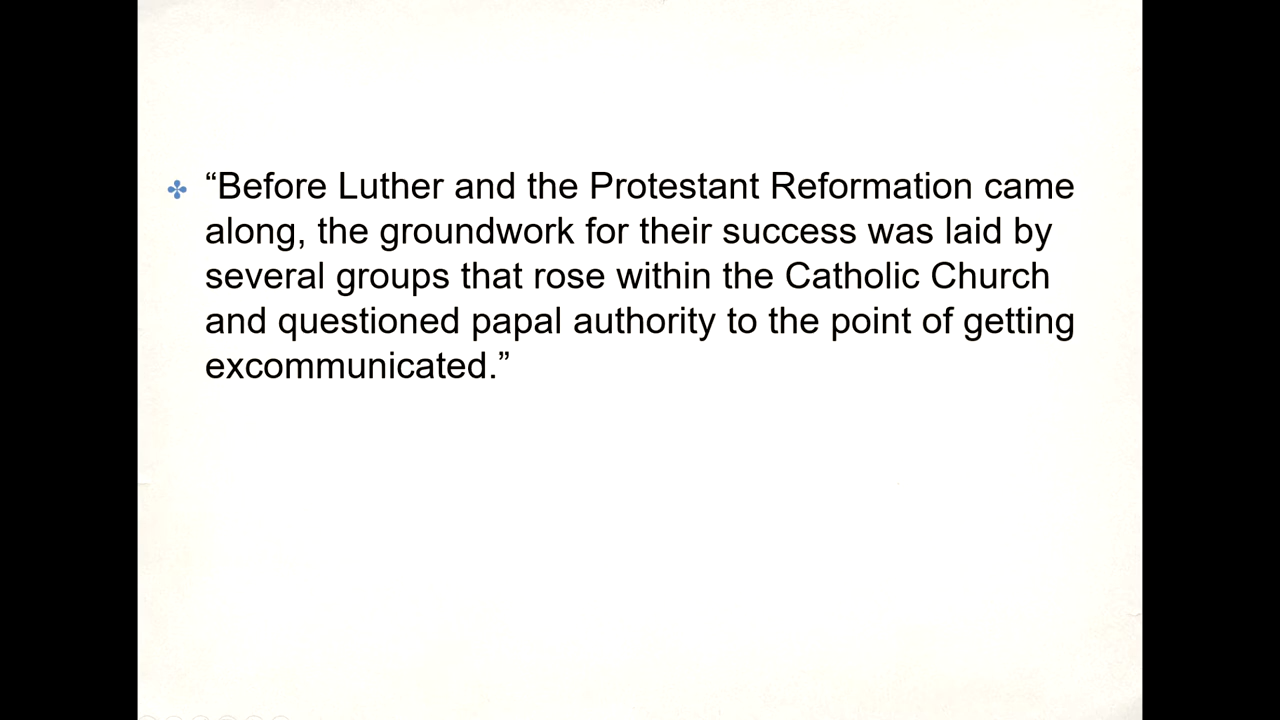 “Before Luther and the Protestant Reformation came
along, the groundwork for their success was laid by
several groups that rose within the Catholic Church
and questioned papal authority to the point of getting
excommunicated.”